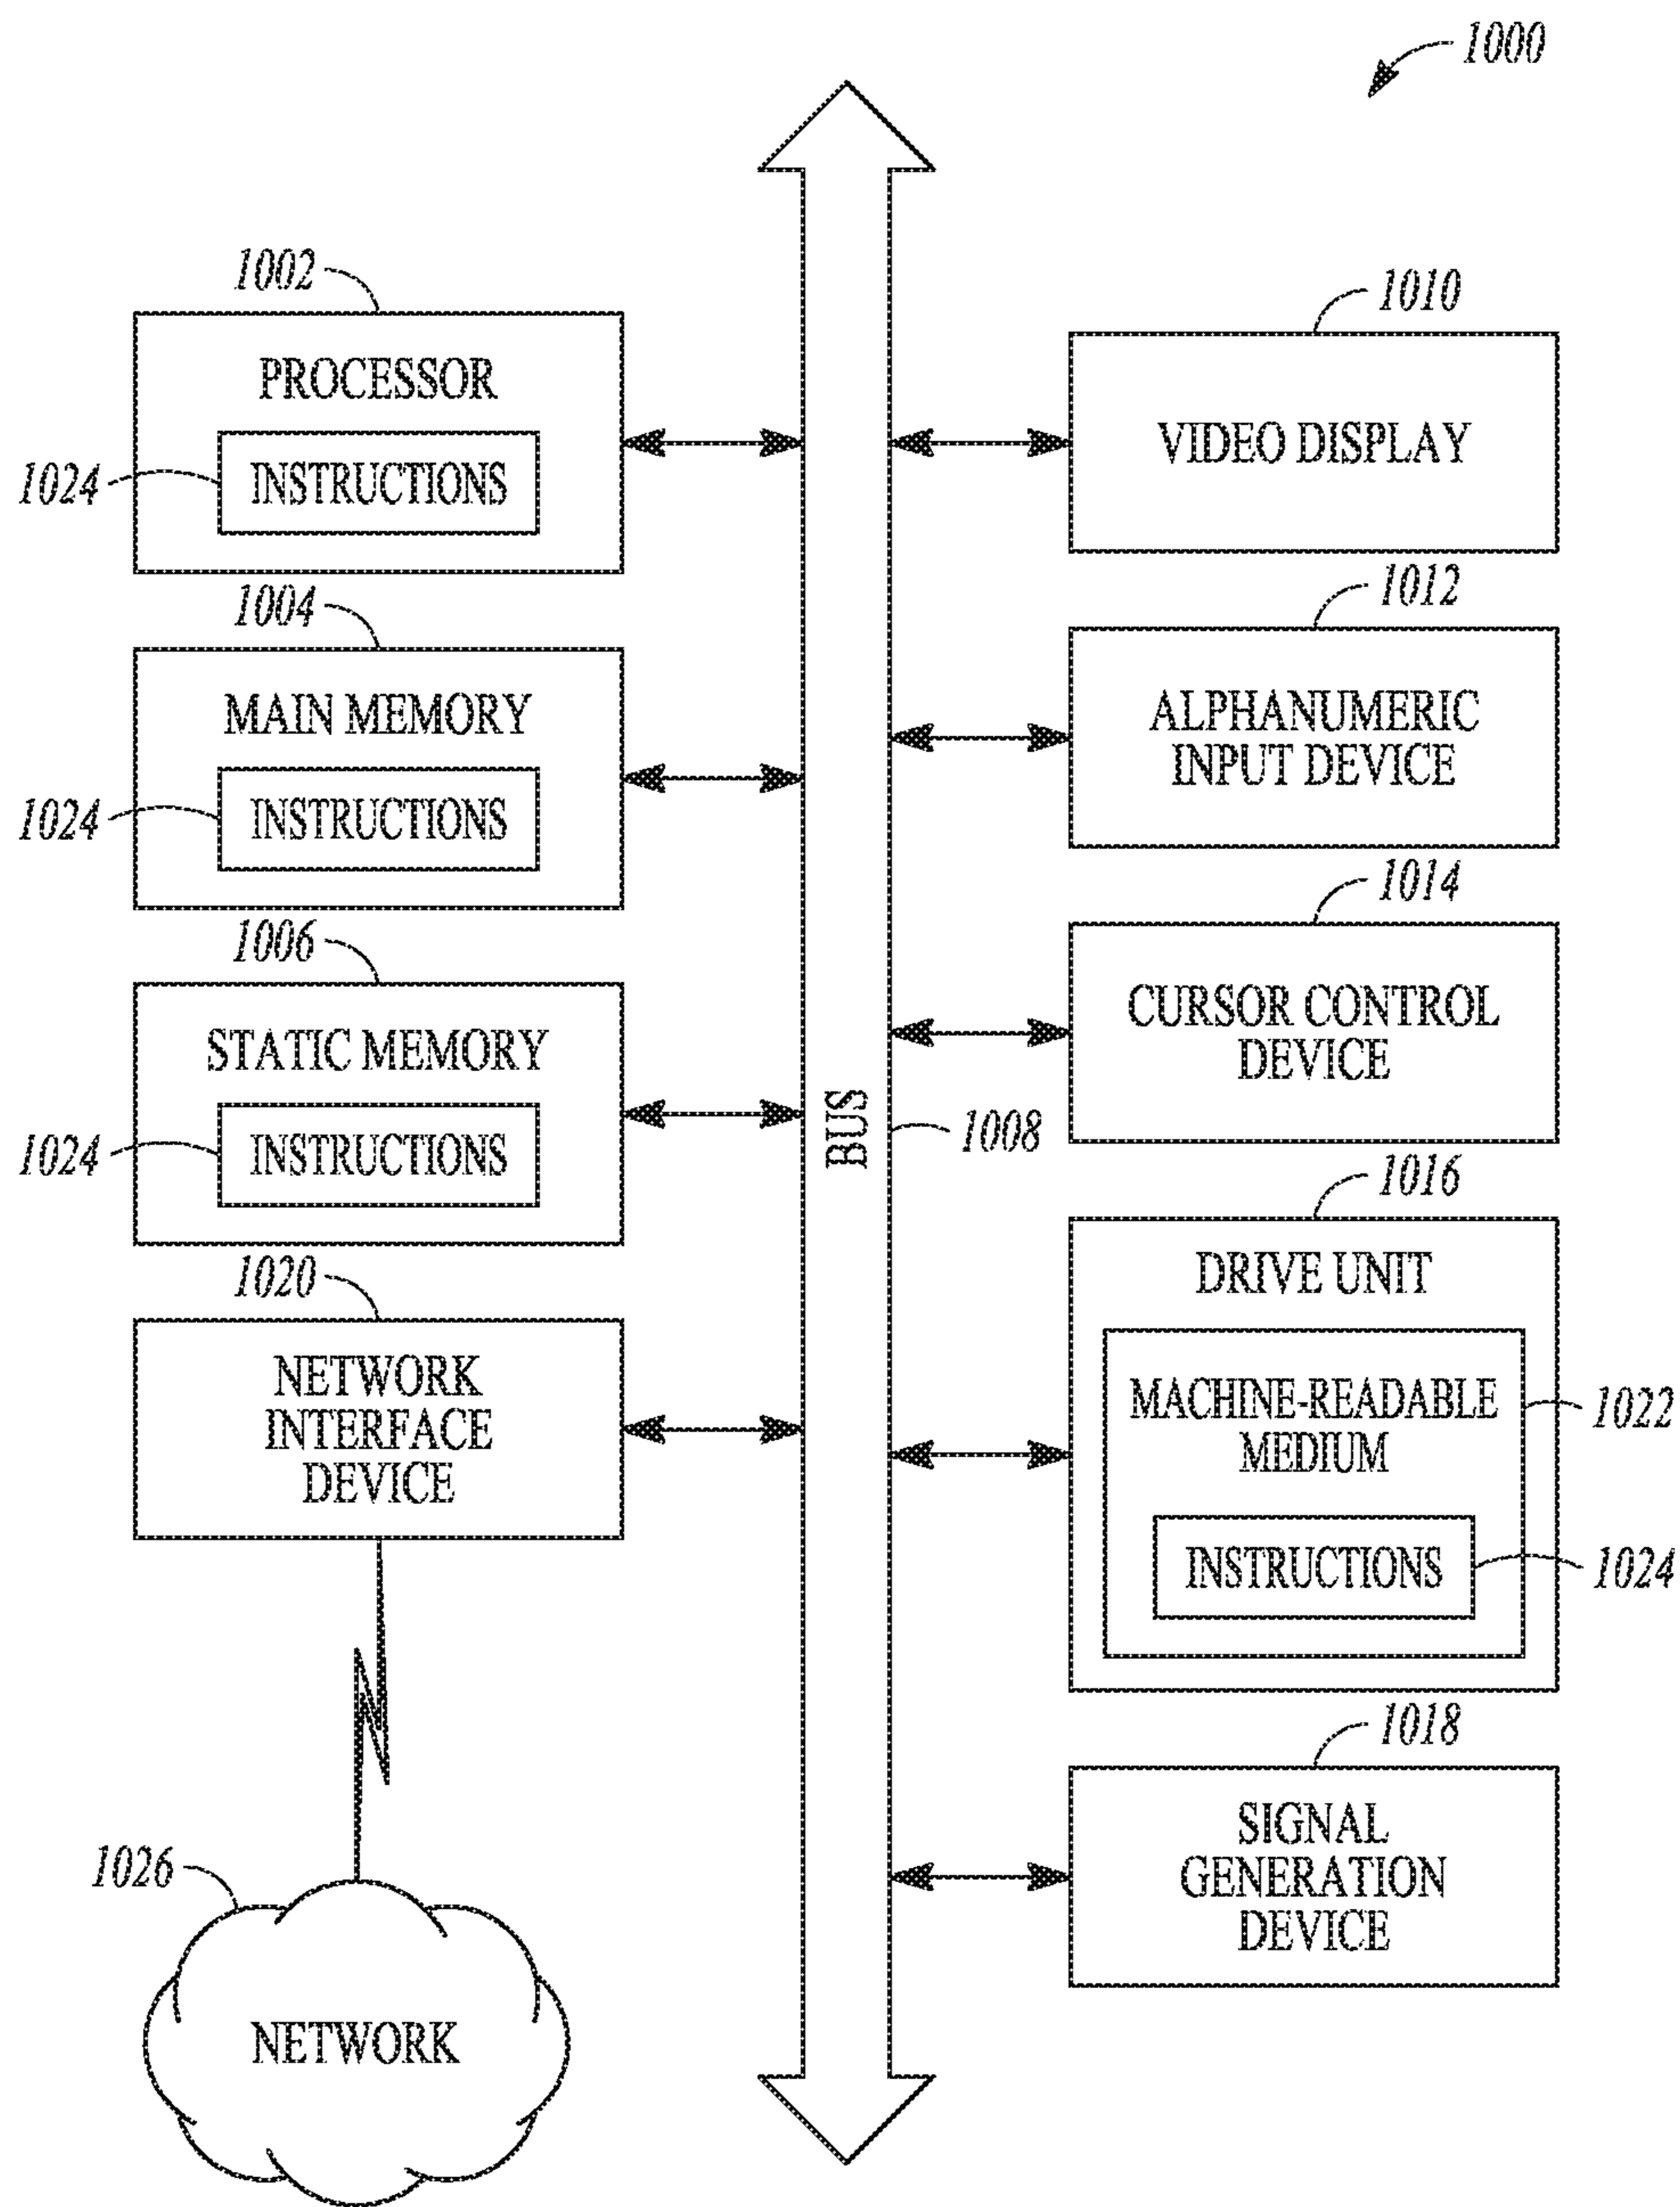 1000
1002
PROCESSOR
1024
INSTRUCTIONS
1004
MAIN MEMORY
1024
INSTRUCTIONS
1006
STATIC MEMORY
1024
INSTRUCTIONS
1020
NETWORK
INTERFACE
DEVICE
1026
NETWORK
BUS
1008
1010
VIDEO DISPLAY
1012
ALPHANUMERIC
INPUT DEVICE
1014
CURSOR CONTROL
DEVICE
1016
DRIVE UNIT
MACHINE-READABLE
MEDIUM
1022
INSTRUCTIONS
1024
1018
SIGNAL
GENERATION
DEVICE